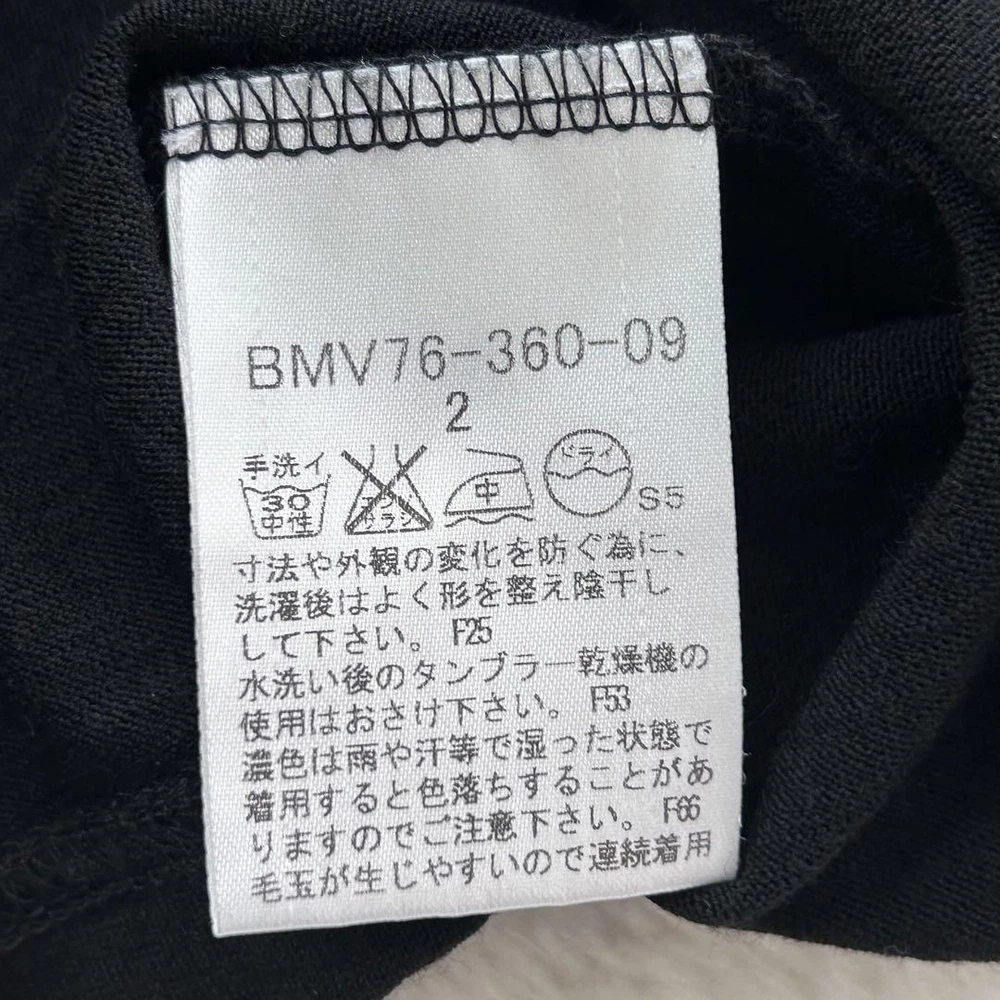 BMV76-360-09
2
手洗イ
30
中性
エンソ
サラシ
中
ドライ
S5
寸法や外観の変化を防ぐ為に、
洗濯後はよく形を整え陰干し
して下さい。 F25
水洗い後のタンブラー乾燥機の
使用はおさけ下さい。 F53
濃色は雨や汗等で湿った状態で
着用すると色落ちすることがあ
りますのでご注意下さい。 F66
毛玉が生じやすいので連続着用